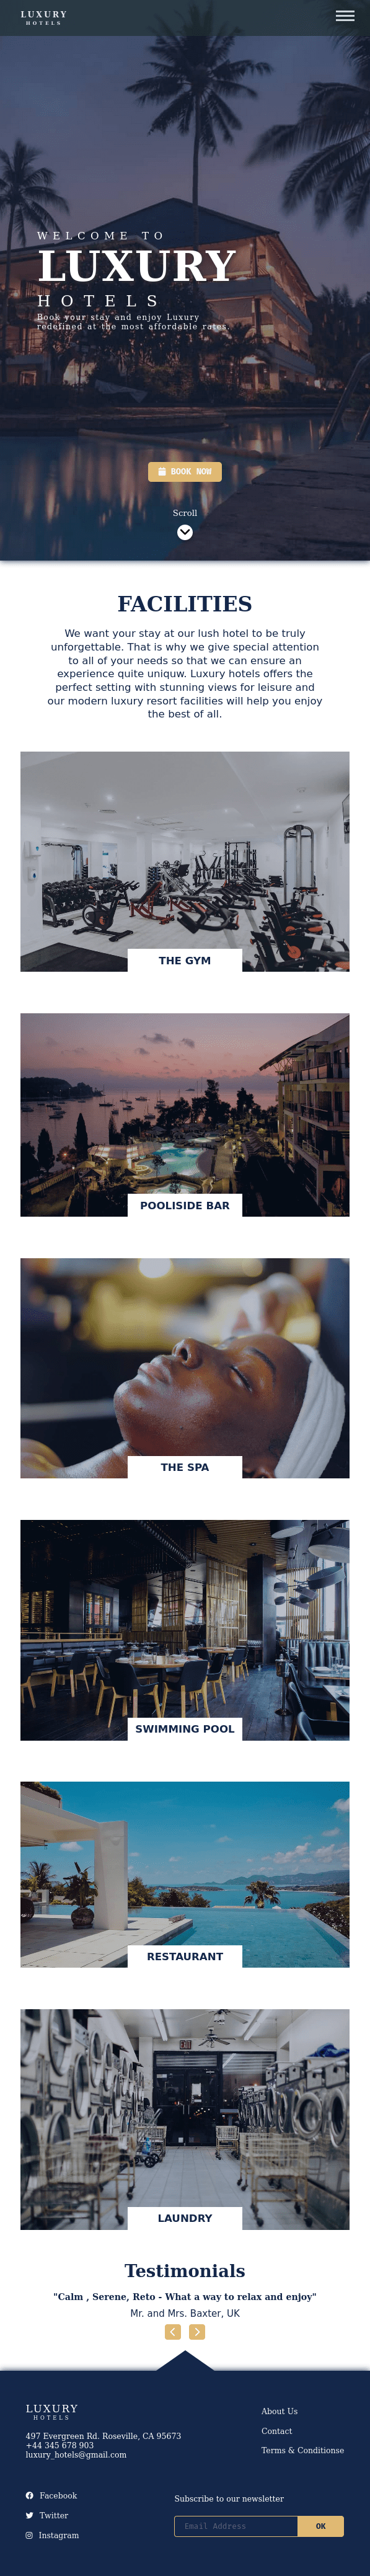 LUXURY
HOTELS
WELCOME TO
LUXURY
HOTELS
Book your stay and enjoy Luxury
redefined at the most affordable rates.
BOOK NOW
Scroll
FACILITIES
We want your stay at our lush hotel to be truly
unforgettable. That is why we give special attention
to all of your needs so that we can ensure an
experience quite uniquw. Luxury hotels offers the
perfect setting with stunning views for leisure and
our modern luxury resort facilities will help you enjoy
the best of all.
THE GYM
POOLISIDE BAR
THE SPA
SWIMMING POOL
RESTAURANT
EXIT
LAUNDRY
Testimonials
"Calm , Serene, Reto - What a way to relax and enjoy"
Mr. and Mrs. Baxter, UK
LUXURY
HOTELS
497 Evergreen Rd. Roseville, CA 95673
+44 345 678 903
luxury_hotels@gmail.com
About Us
Contact
Terms & Conditionse
Facebook
Twitter
Instagram
Subscribe to our newsletter
Email Address
OK